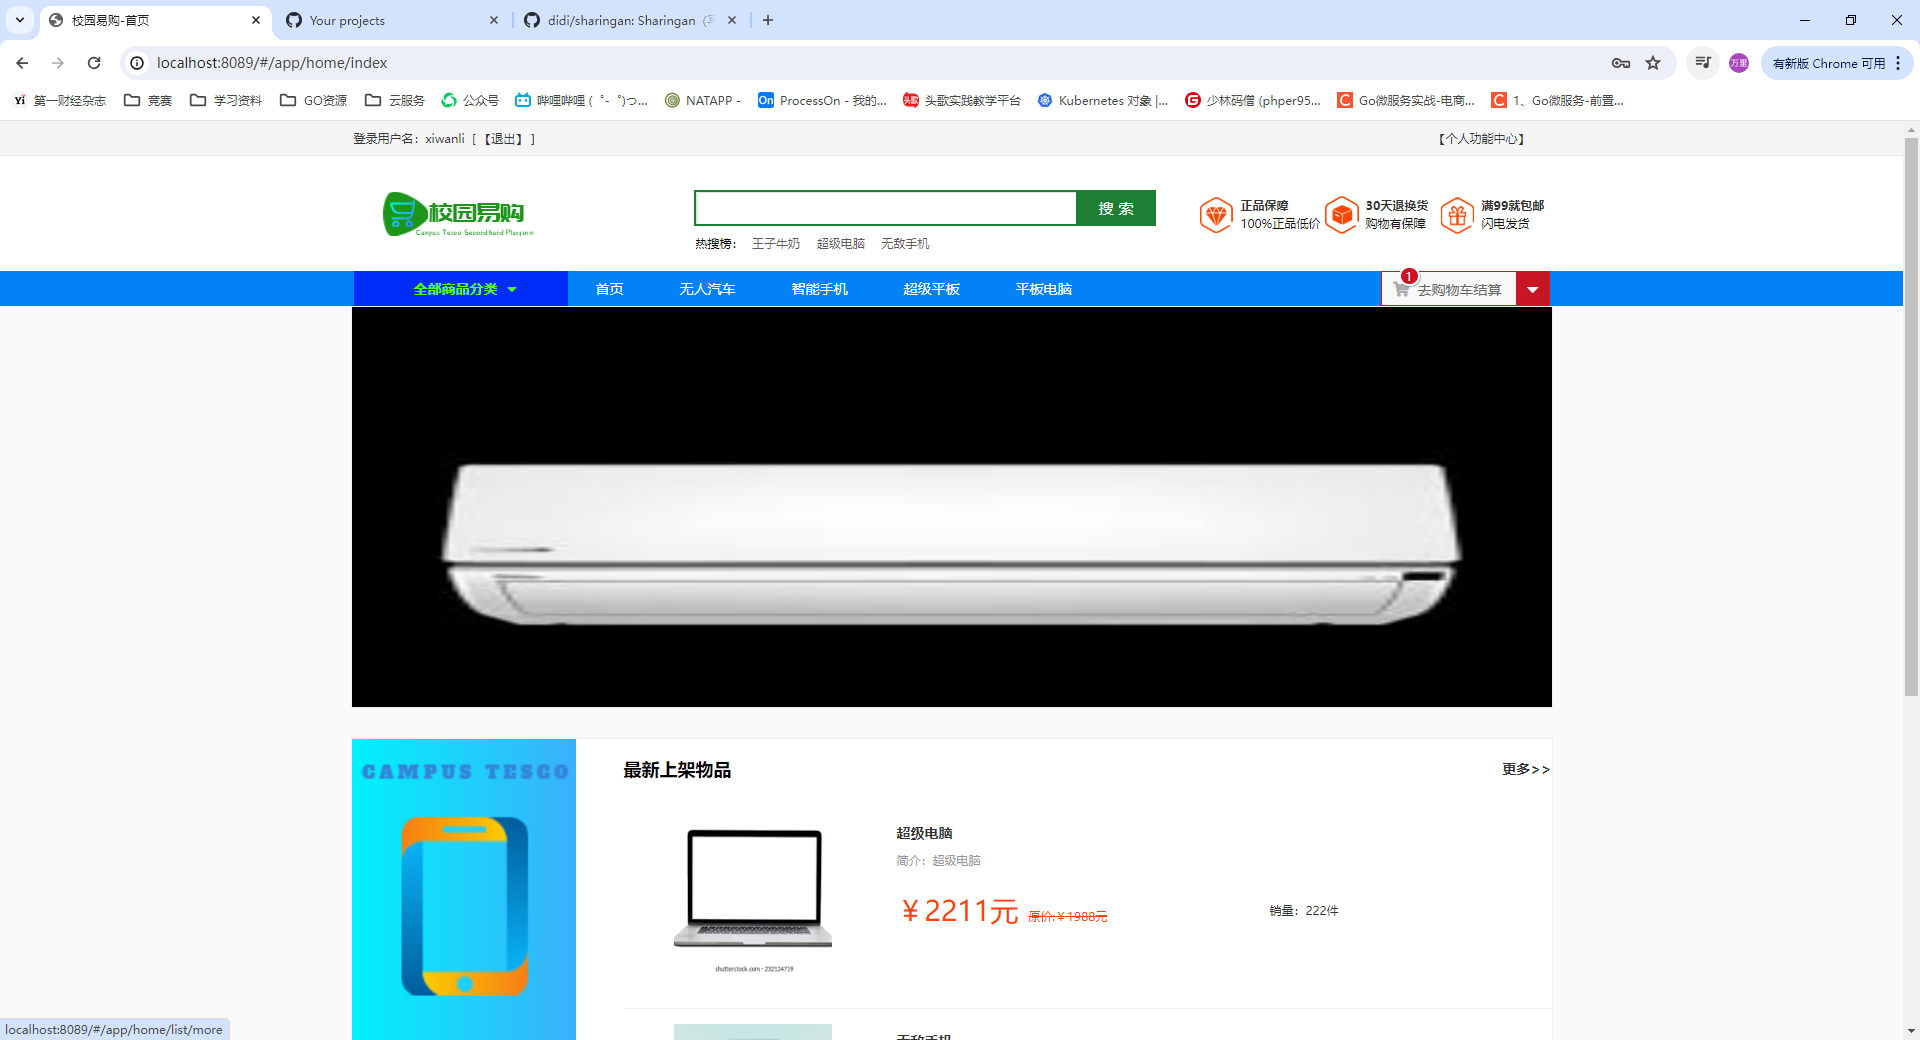 校园易购-首页
Your projects
didi/sharingan: Sharingan
localhost:8089/#/app/home/index
万里
有新版 Chrome 可用
Yi 第一财经杂志
竞赛
学习资料
GO资源
云服务
公众号
哔哩哔哩 ( ゜- ゜)つ...
NATAPP -
On ProcessOn - 我的...
头歌 头歌实践教学平台
Kubernetes 对象 |...
少林码僧 (phper95...
C Go微服务实战-电商...
C 1、Go微服务-前置...
登录用户名：xiwanli [ 【退出】 ]
【个人功能中心】
校园易购
Campus Tesco Secondhand Platform
搜 索
热搜榜： 王子牛奶 超级电脑 无敌手机
正品保障
100%正品低价
30天退换货
购物有保障
满99就包邮
闪电发货
全部商品分类
首页
无人汽车
智能手机
超级平板
平板电脑
1
去购物车结算
CAMPUS TESCO
最新上架物品
更多>>
超级电脑
简介：超级电脑
￥2211元 原价:￥1988元
销量：222件
shutterstock.com · 232124719
无敌手机
localhost:8089/#/app/home/list/more